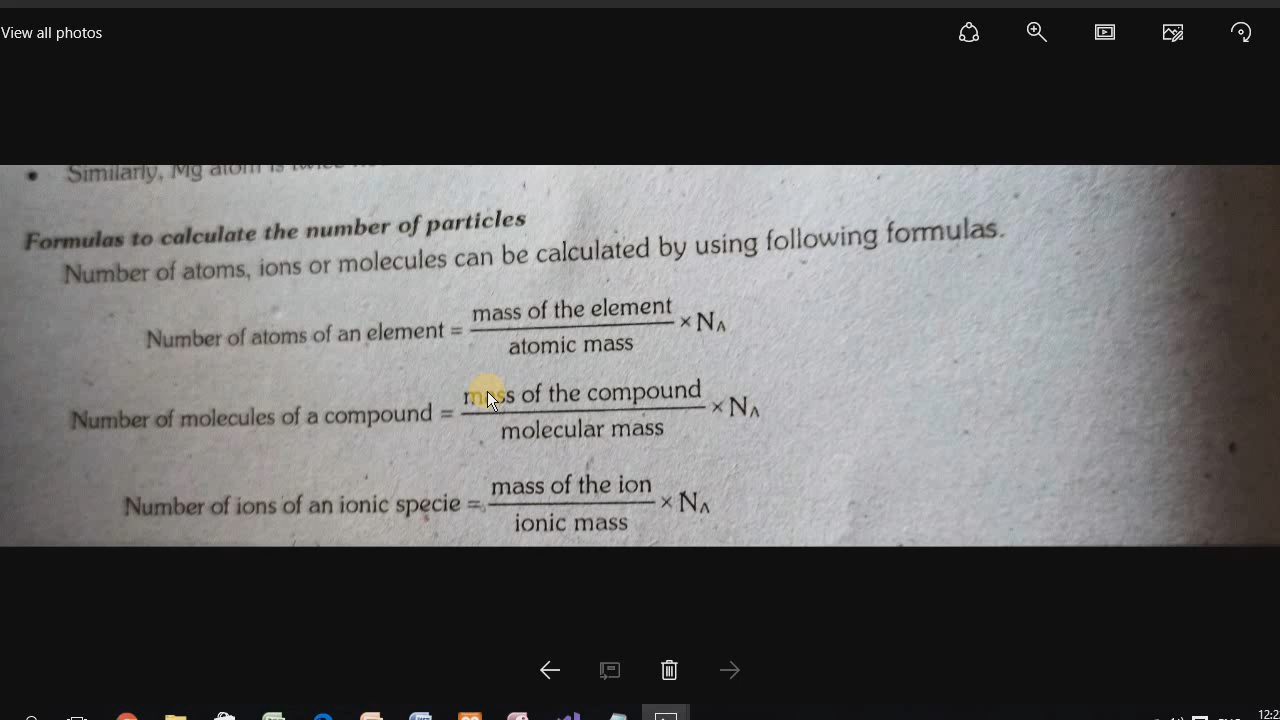 View all photos
• Similarly, Mg atom is twice
Formulas to calculate the number of particles
Number of atoms, ions or molecules can be calculated by using following formulas.
Number of atoms of an element = mass of the element / atomic mass × N_A
Number of molecules of a compound = mass of the compound / molecular mass × N_A
Number of ions of an ionic specie = mass of the ion / ionic mass × N_A